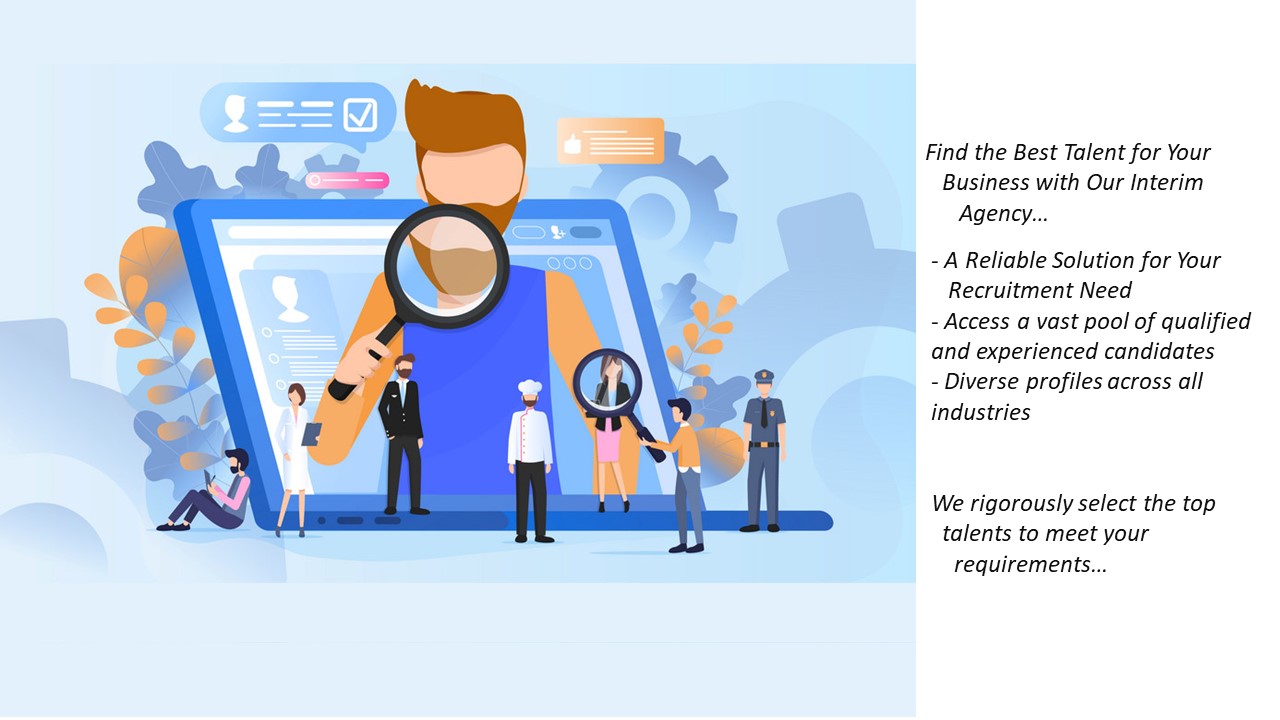 Find the Best Talent for Your
Business with Our Interim
Agency...
- A Reliable Solution for Your
Recruitment Need
- Access a vast pool of qualified
and experienced candidates
- Diverse profiles across all
industries
We rigorously select the top
talents to meet your
requirements...